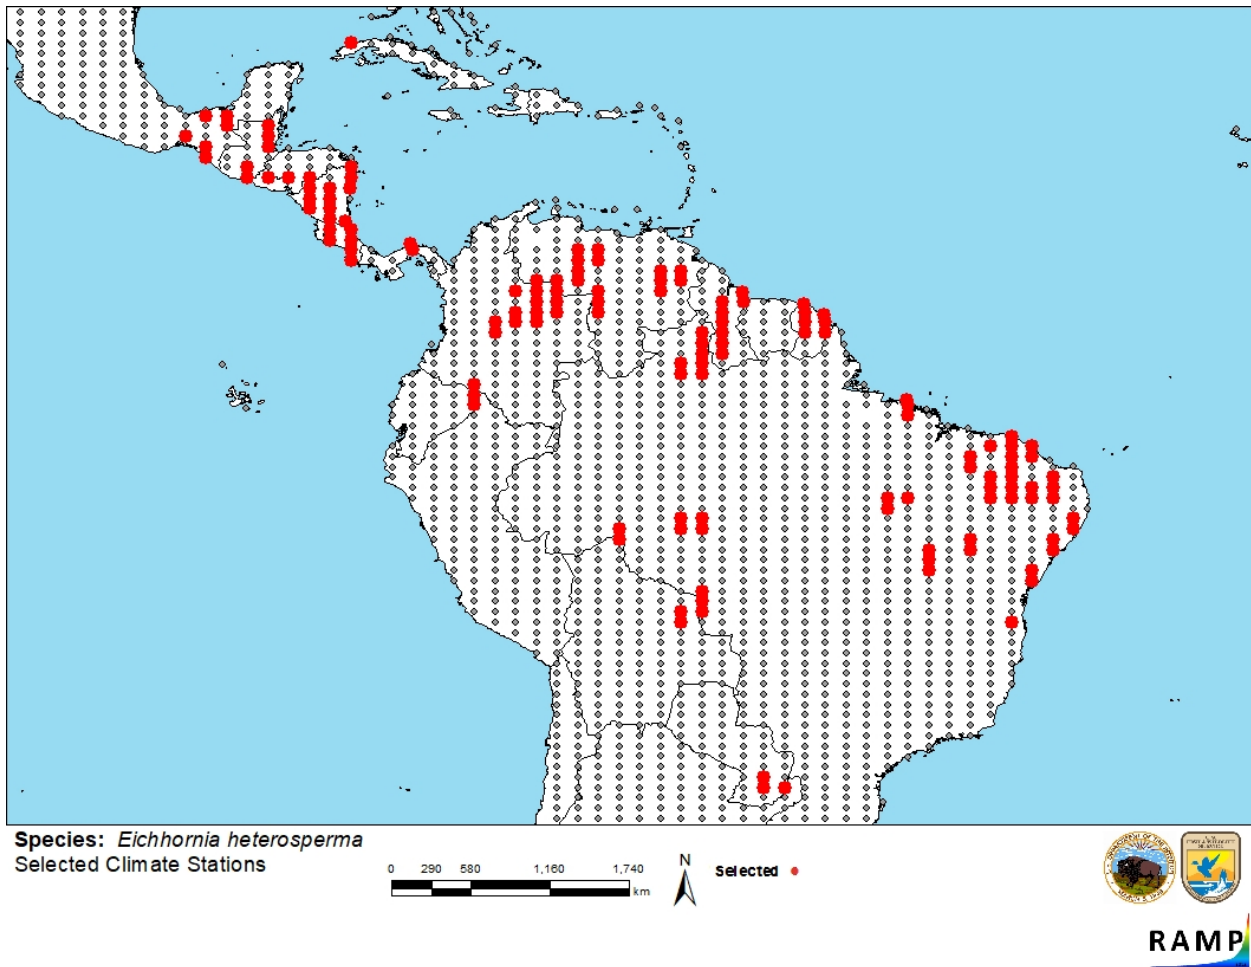 Species: Eichhornia heterosperma
Selected Climate Stations
0 290 580 1,160 1,740
km
N
Selected
RAMP